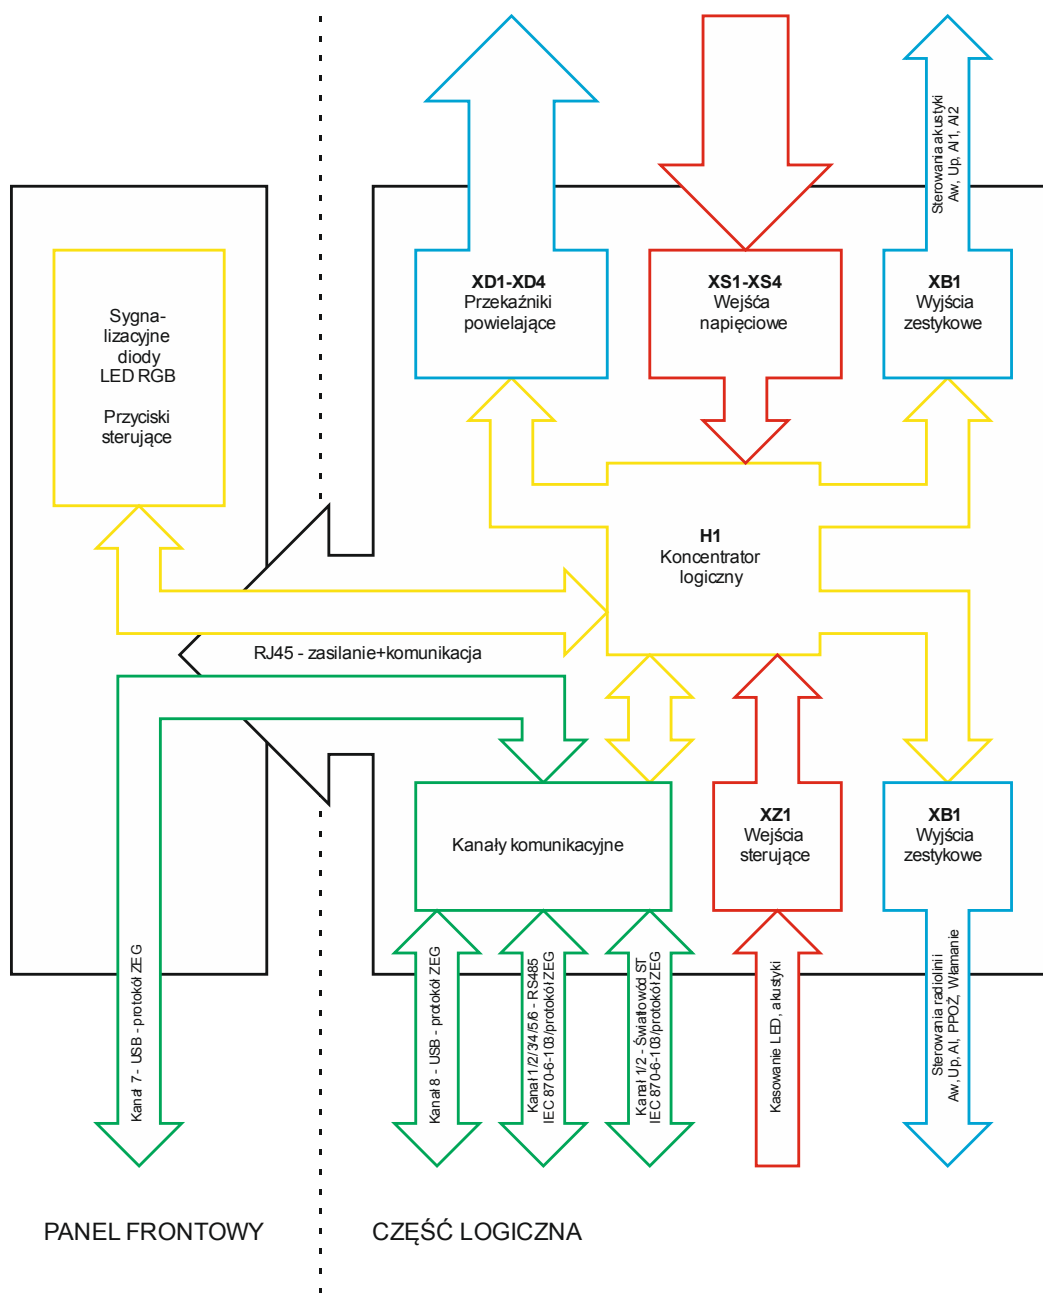 Sterowania akustyki
Aw, Up, Al1, Al2
XD1-XD4
Przekaźniki
powielające
XS1-XS4
Wejśća
napięciowe
XB1
Wyjścia
zestykowe
Sygna-
lizacyjne
diody
LED RGB
Przyciski
sterujące
H1
Koncentrator
logiczny
RJ45 - zasilanie+komunikacja
Kanały komunikacyjne
XZ1
Wejścia
sterujące
XB1
Wyjścia
zestykowe
Kanał 7 - USB - protokół ZEG
Kanał 8 - USB - protokół ZEG
Kanał 1/2/3/4/5/6 - RS485
IEC 870-6-103/protokół ZEG
Kanał 1/2 - Światłowód ST
IEC 870-6-103/protokół ZEG
Kasowanie LED, akustyki
Sterowania radiolinii
Aw, Up, Al, PPOŻ, Włamanie
PANEL FRONTOWY
CZĘŚĆ LOGICZNA